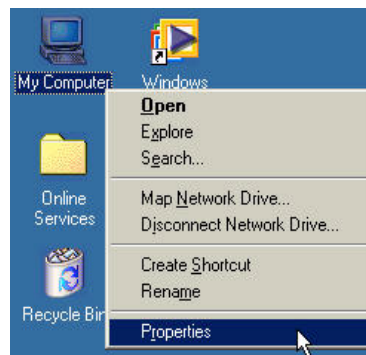 My Computer
Windows
Open
Explore
Search...
Online
Services
Map Network Drive...
Disconnect Network Drive...
Create Shortcut
Rename
Recycle Bin
Properties